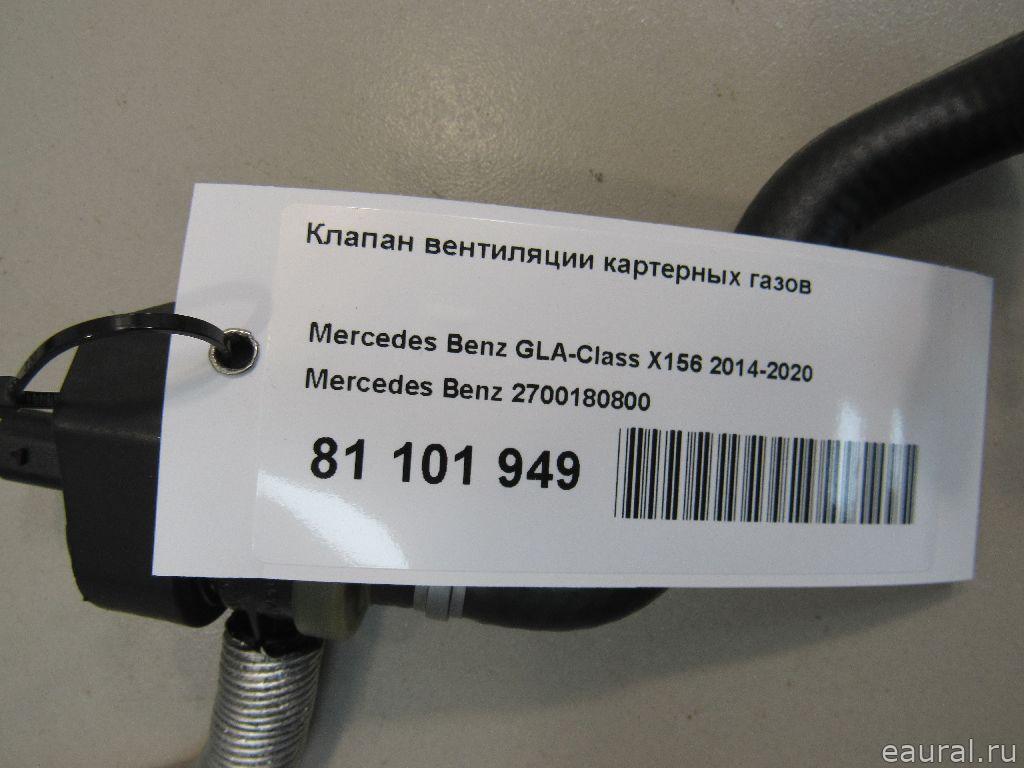 Клапан вентиляции картерных газов
Mercedes Benz GLA-Class X156 2014-2020
Mercedes Benz 2700180800
81 101 949
eaural.ru